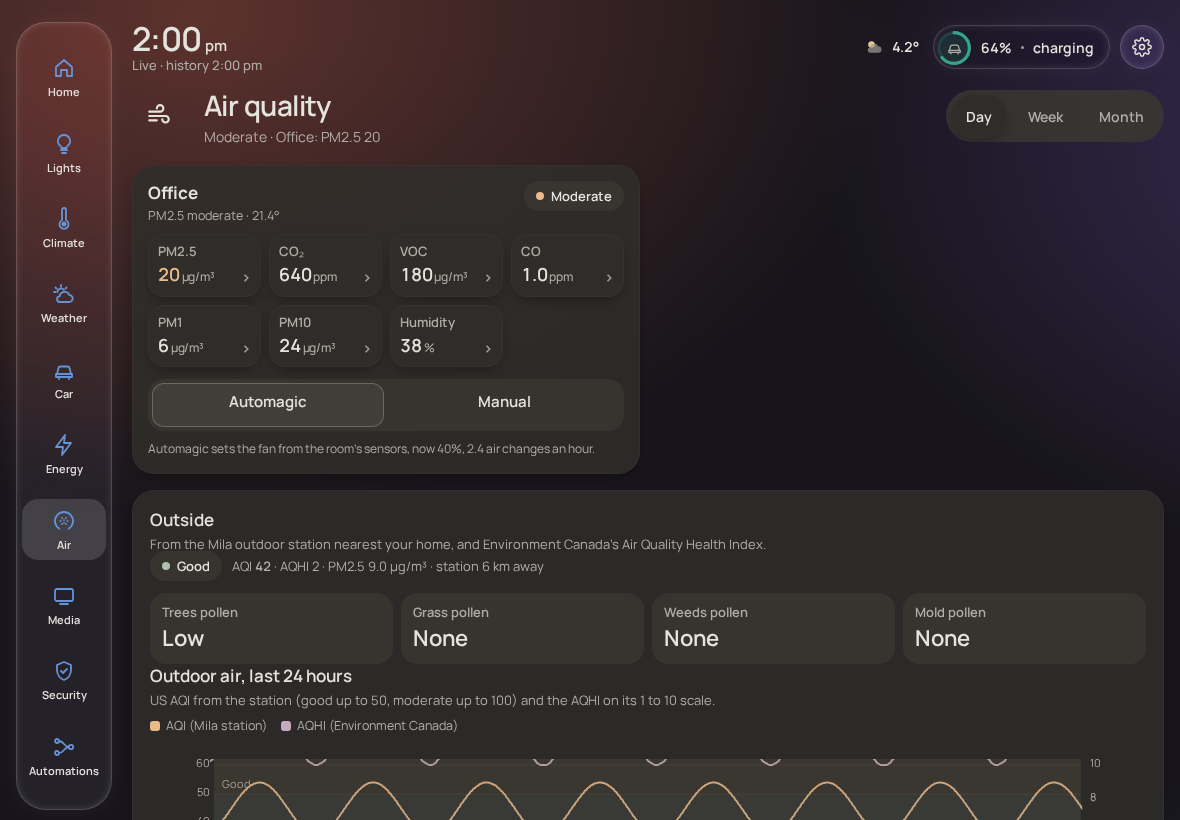 2:00 pm
Live · history 2:00 pm
4.2°
64% · charging
Home
Lights
Climate
Weather
Car
Energy
Air
Media
Security
Automations
Air quality
Moderate · Office: PM2.5 20
Day Week Month
Office
PM2.5 moderate · 21.4°
Moderate
PM2.5
20 µg/m³
CO₂
640 ppm
VOC
180 µg/m³
CO
1.0 ppm
PM1
6 µg/m³
PM10
24 µg/m³
Humidity
38 %
Automagic Manual
Automagic sets the fan from the room's sensors, now 40%, 2.4 air changes an hour.
Outside
From the Mila outdoor station nearest your home, and Environment Canada's Air Quality Health Index.
Good AQI 42 · AQHI 2 · PM2.5 9.0 µg/m³ · station 6 km away
Trees pollen
Low
Grass pollen
None
Weeds pollen
None
Mold pollen
None
Outdoor air, last 24 hours
US AQI from the station (good up to 50, moderate up to 100) and the AQHI on its 1 to 10 scale.
AQI (Mila station) AQHI (Environment Canada)
60 10
Good
50 8